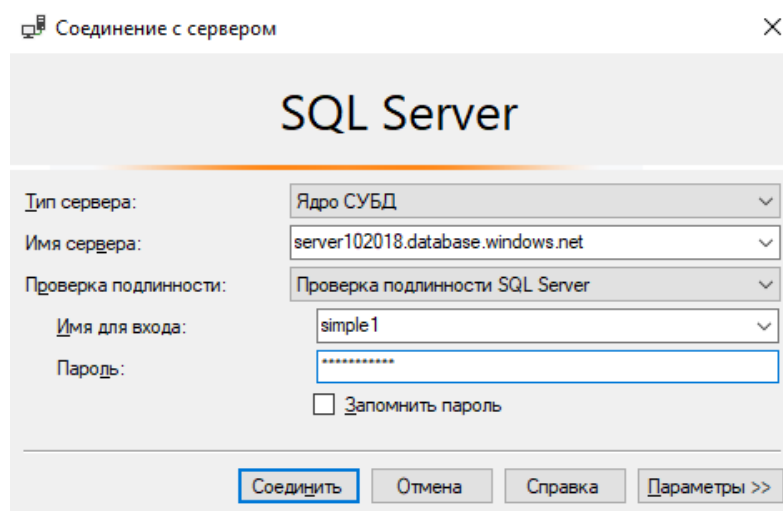 Соединение с сервером
SQL Server
Тип сервера: Ядро СУБД
Имя сервера: server102018.database.windows.net
Проверка подлинности: Проверка подлинности SQL Server
Имя для входа: simple1
Пароль: ***********
Запомнить пароль
Соединить Отмена Справка Параметры >>